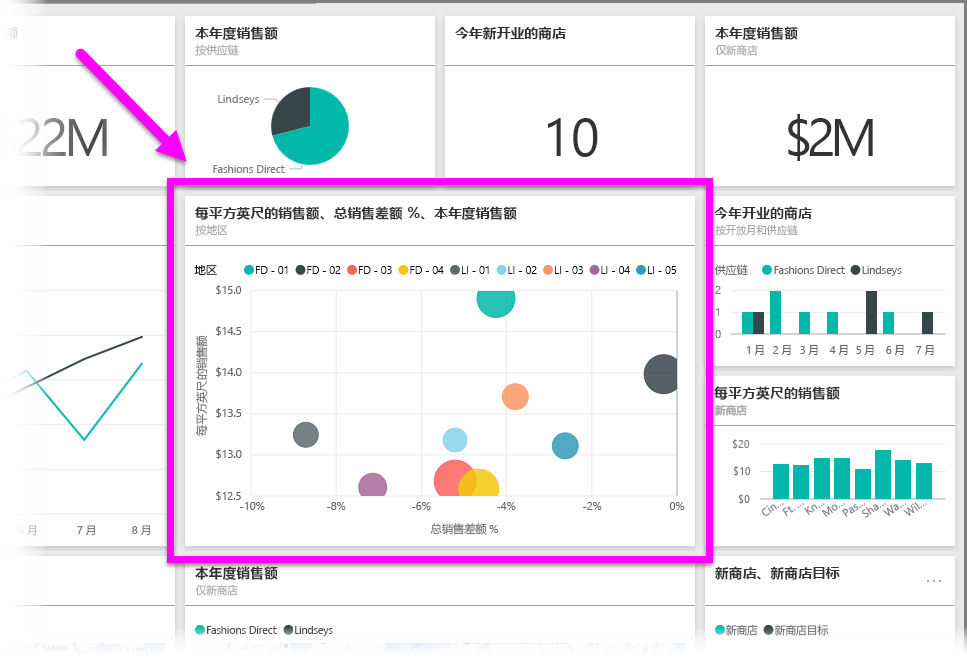 额
$22M
6 月 7 月 8 月
本年度销售额
按供应链
Lindseys
Fashions Direct
今年新开业的商店
10
本年度销售额
仅新商店
$2M
每平方英尺的销售额、总销售差额 %、本年度销售额
按地区
地区 FD - 01 FD - 02 FD - 03 FD - 04 LI - 01 LI - 02 LI - 03 LI - 04 LI - 05
每平方英尺的销售额
$15.0
$14.5
$14.0
$13.5
$13.0
$12.5
-10% -8% -6% -4% -2% 0%
总销售差额 %
今年开业的商店
按开放月和供应链
供应链 Fashions Direct Lindseys
2
1
0
1 月 2 月 3 月 4 月 5 月 6 月 7 月
每平方英尺的销售额
新商店
$20
$10
$0
Cin... Ft. ... Kn... Mo... Pas... Sha... Wa... Wil...
本年度销售额
仅新商店
Fashions Direct Lindseys
新商店、新商店目标
...
新商店 新商店目标